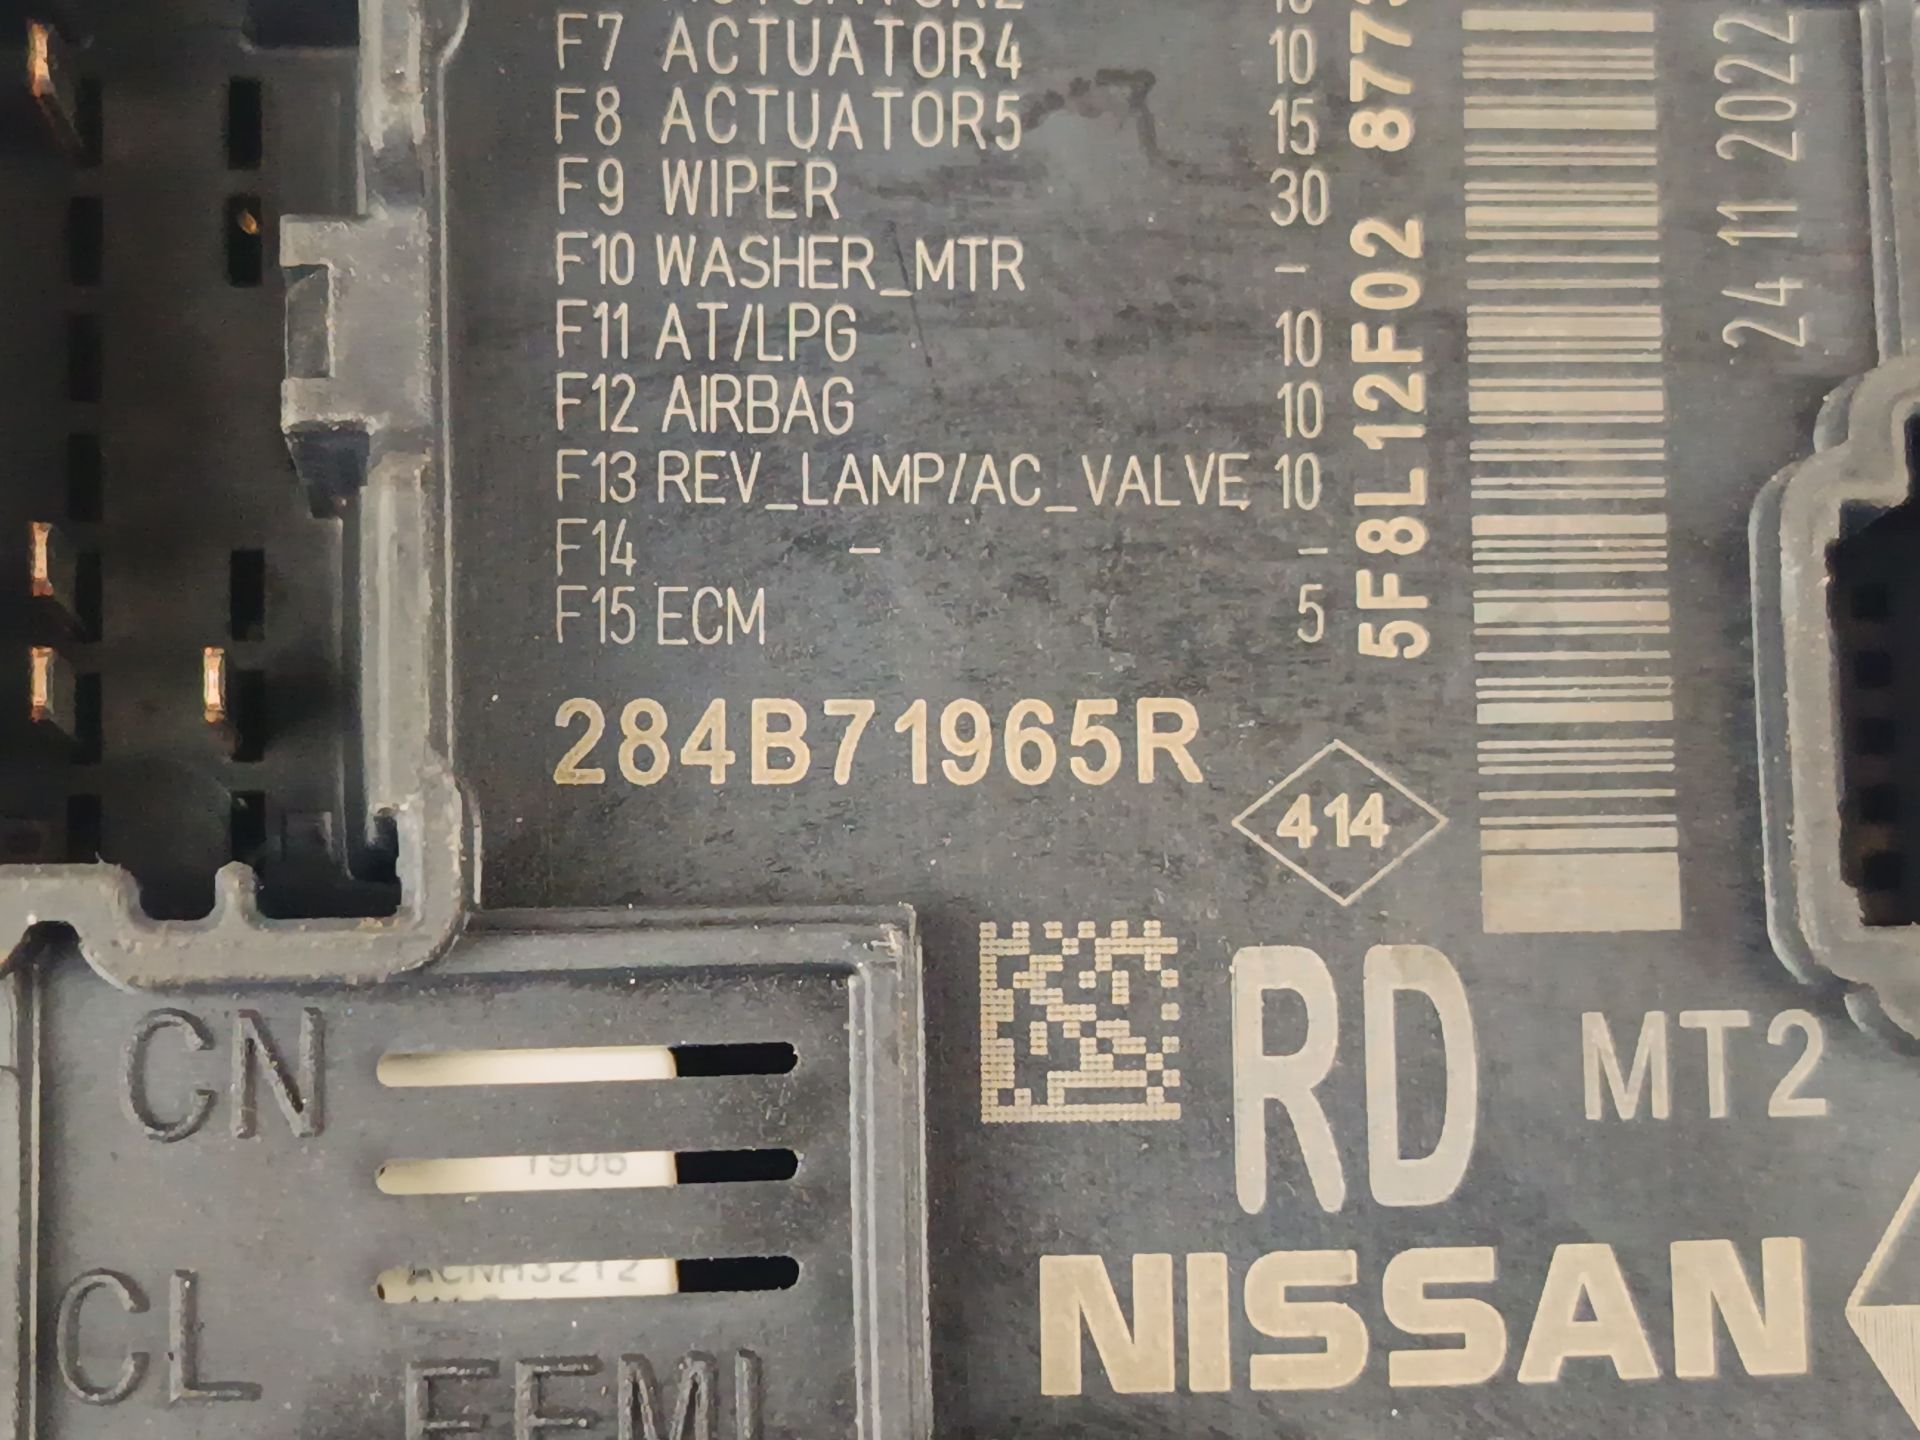 F7 ACTUATOR4 10
F8 ACTUATOR5 15
F9 WIPER 30
F10 WASHER_MTR -
F11 AT/LPG 10
F12 AIRBAG 10
F13 REV_LAMP/AC_VALVE 10
F14 - -
F15 ECM 5
284B71965R
414
5F8L12F02
24 11 2022
RD
MT2
NISSAN
CN
CL